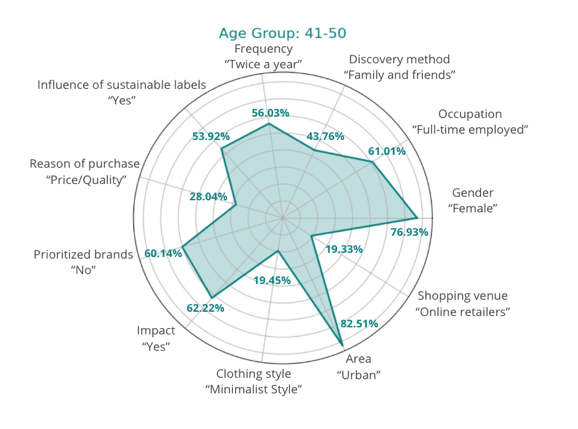 Age Group: 41-50
Frequency
“Twice a year”
Discovery method
“Family and friends”
Influence of sustainable labels
“Yes”
Occupation
“Full-time employed”
56.03%
53.92%
43.76%
61.01%
Reason of purchase
“Price/Quality”
28.04%
Gender
“Female”
76.93%
Prioritized brands
“No”
60.14%
19.33%
19.45%
Shopping venue
“Online retailers”
62.22%
82.51%
Impact
“Yes”
Area
“Urban”
Clothing style
“Minimalist Style”